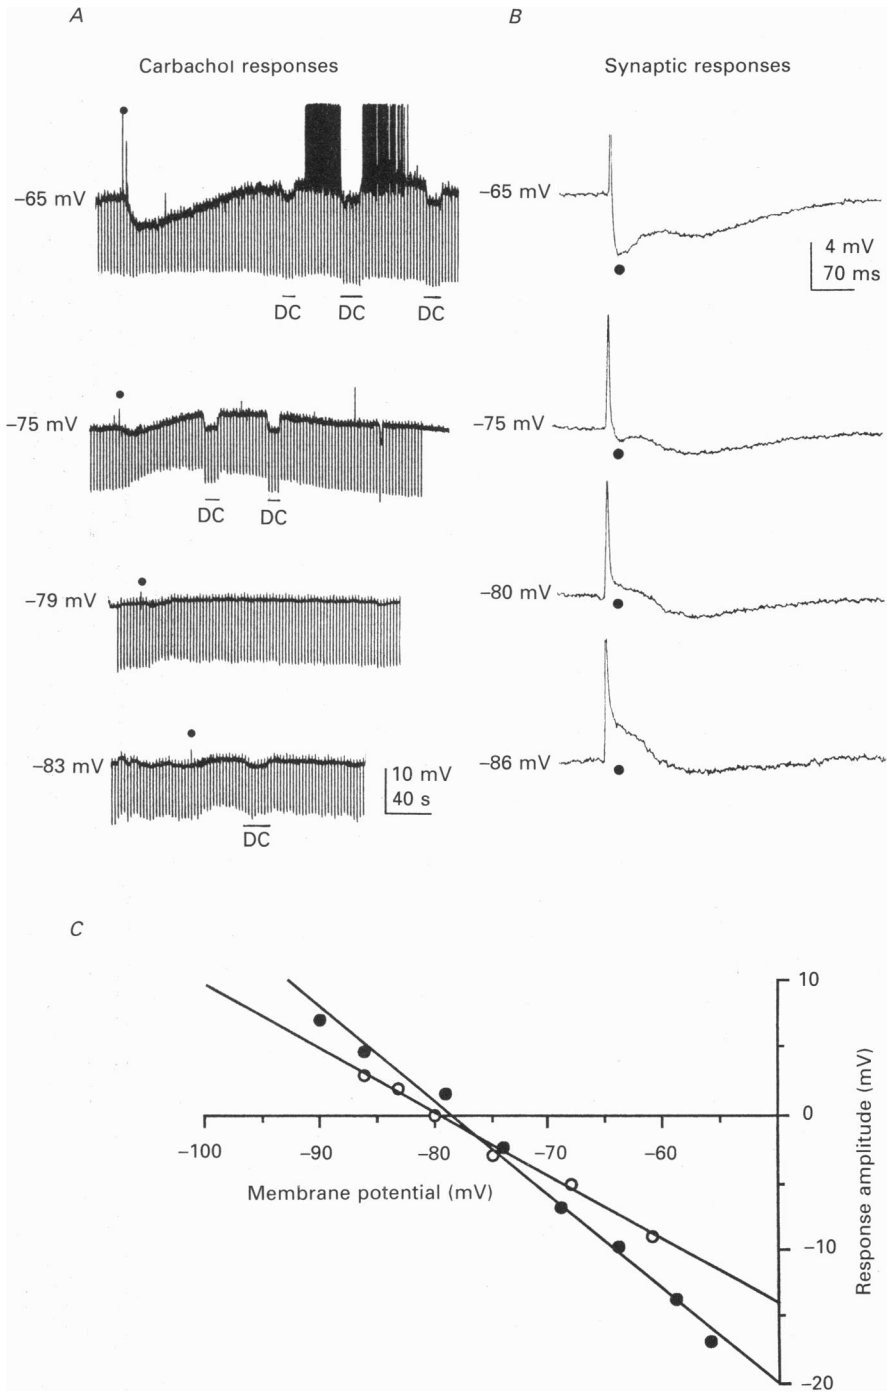 A
B
Carbachol responses
Synaptic responses
–65 mV
–65 mV
4 mV
70 ms
DC DC DC
–75 mV
–75 mV
DC DC
–79 mV
–80 mV
–83 mV
–86 mV
10 mV
40 s
DC
C
10
0
–100 –90 –80 –70 –60
Membrane potential (mV)
–10
–20
Response amplitude (mV)